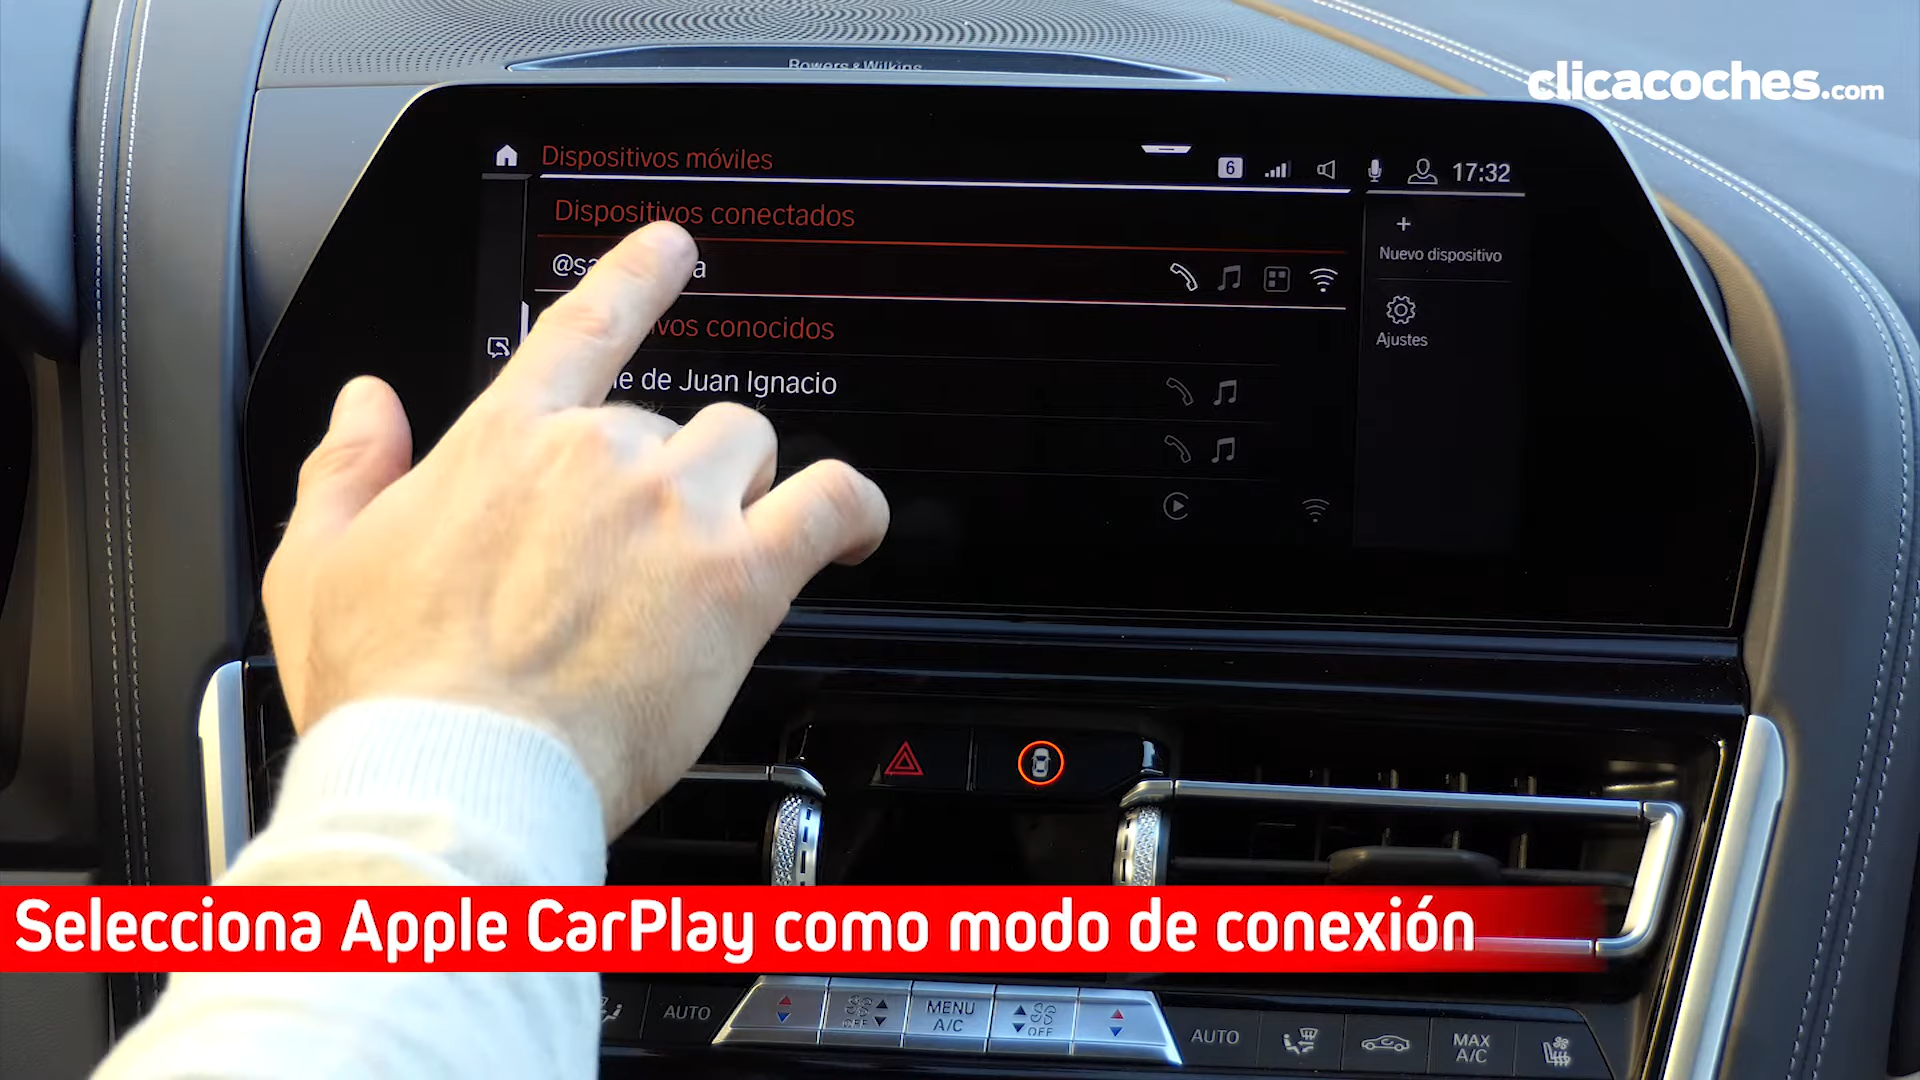 Bowers & Wilkins
clicacoches.com
Dispositivos móviles
6
17:32
Dispositivos conectados
Nuevo dispositivo
conocidos
Ajustes
de Juan Ignacio
Selecciona Apple CarPlay como modo de conexión
AUTO
OFF
MENU
A/C
OFF
AUTO
MAX
A/C